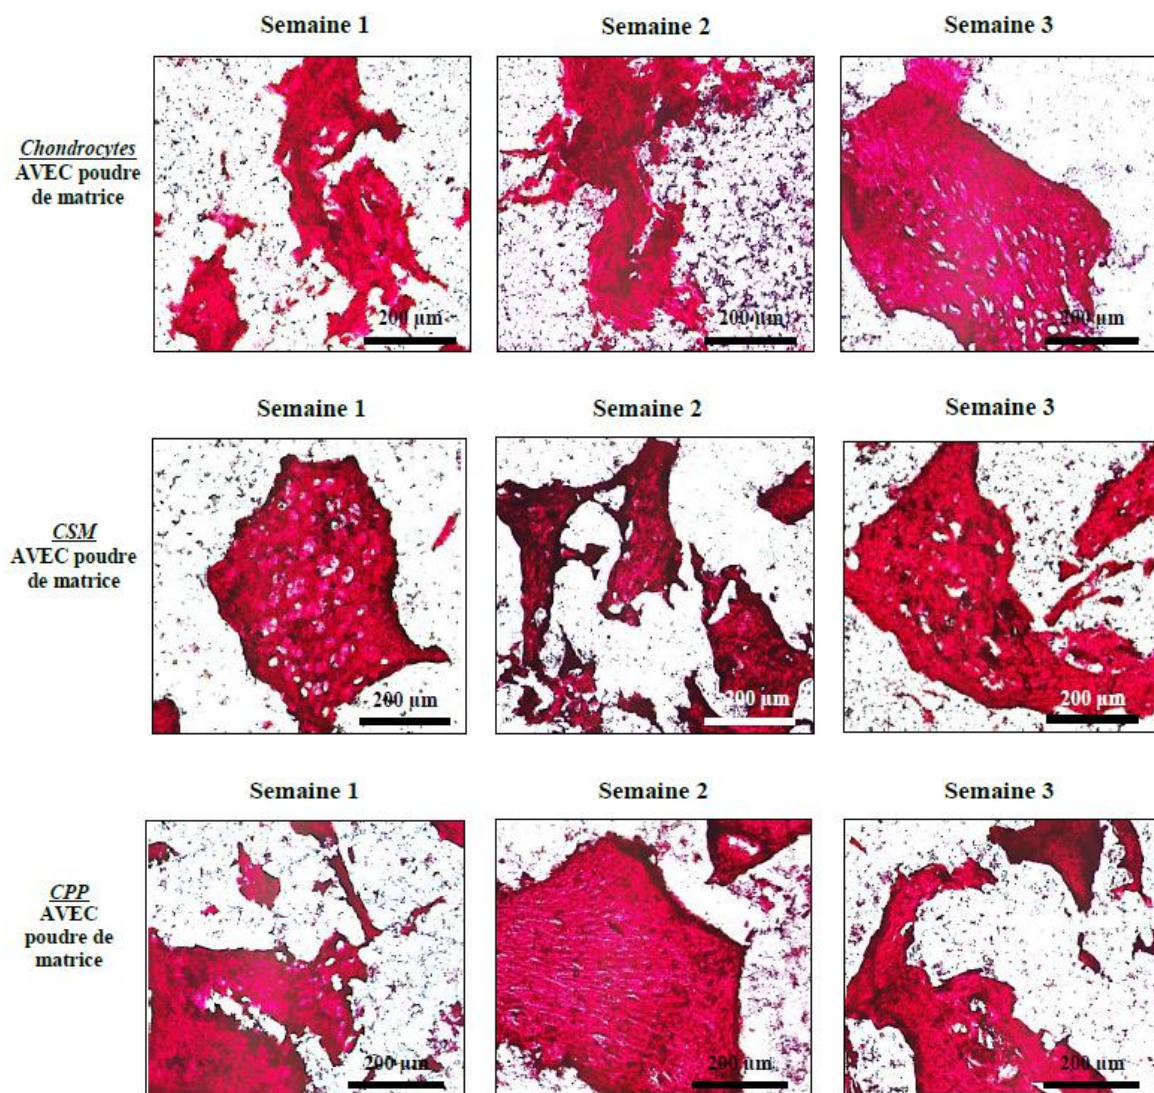 Semaine 1
Semaine 2
Semaine 3
Chondrocytes
AVEC poudre
de matrice
200 µm
200 µm
200 µm
Semaine 1
Semaine 2
Semaine 3
CSM
AVEC poudre
de matrice
200 µm
200 µm
200 µm
Semaine 1
Semaine 2
Semaine 3
CPP
AVEC
poudre de
matrice
200 µm
200 µm
200 µm